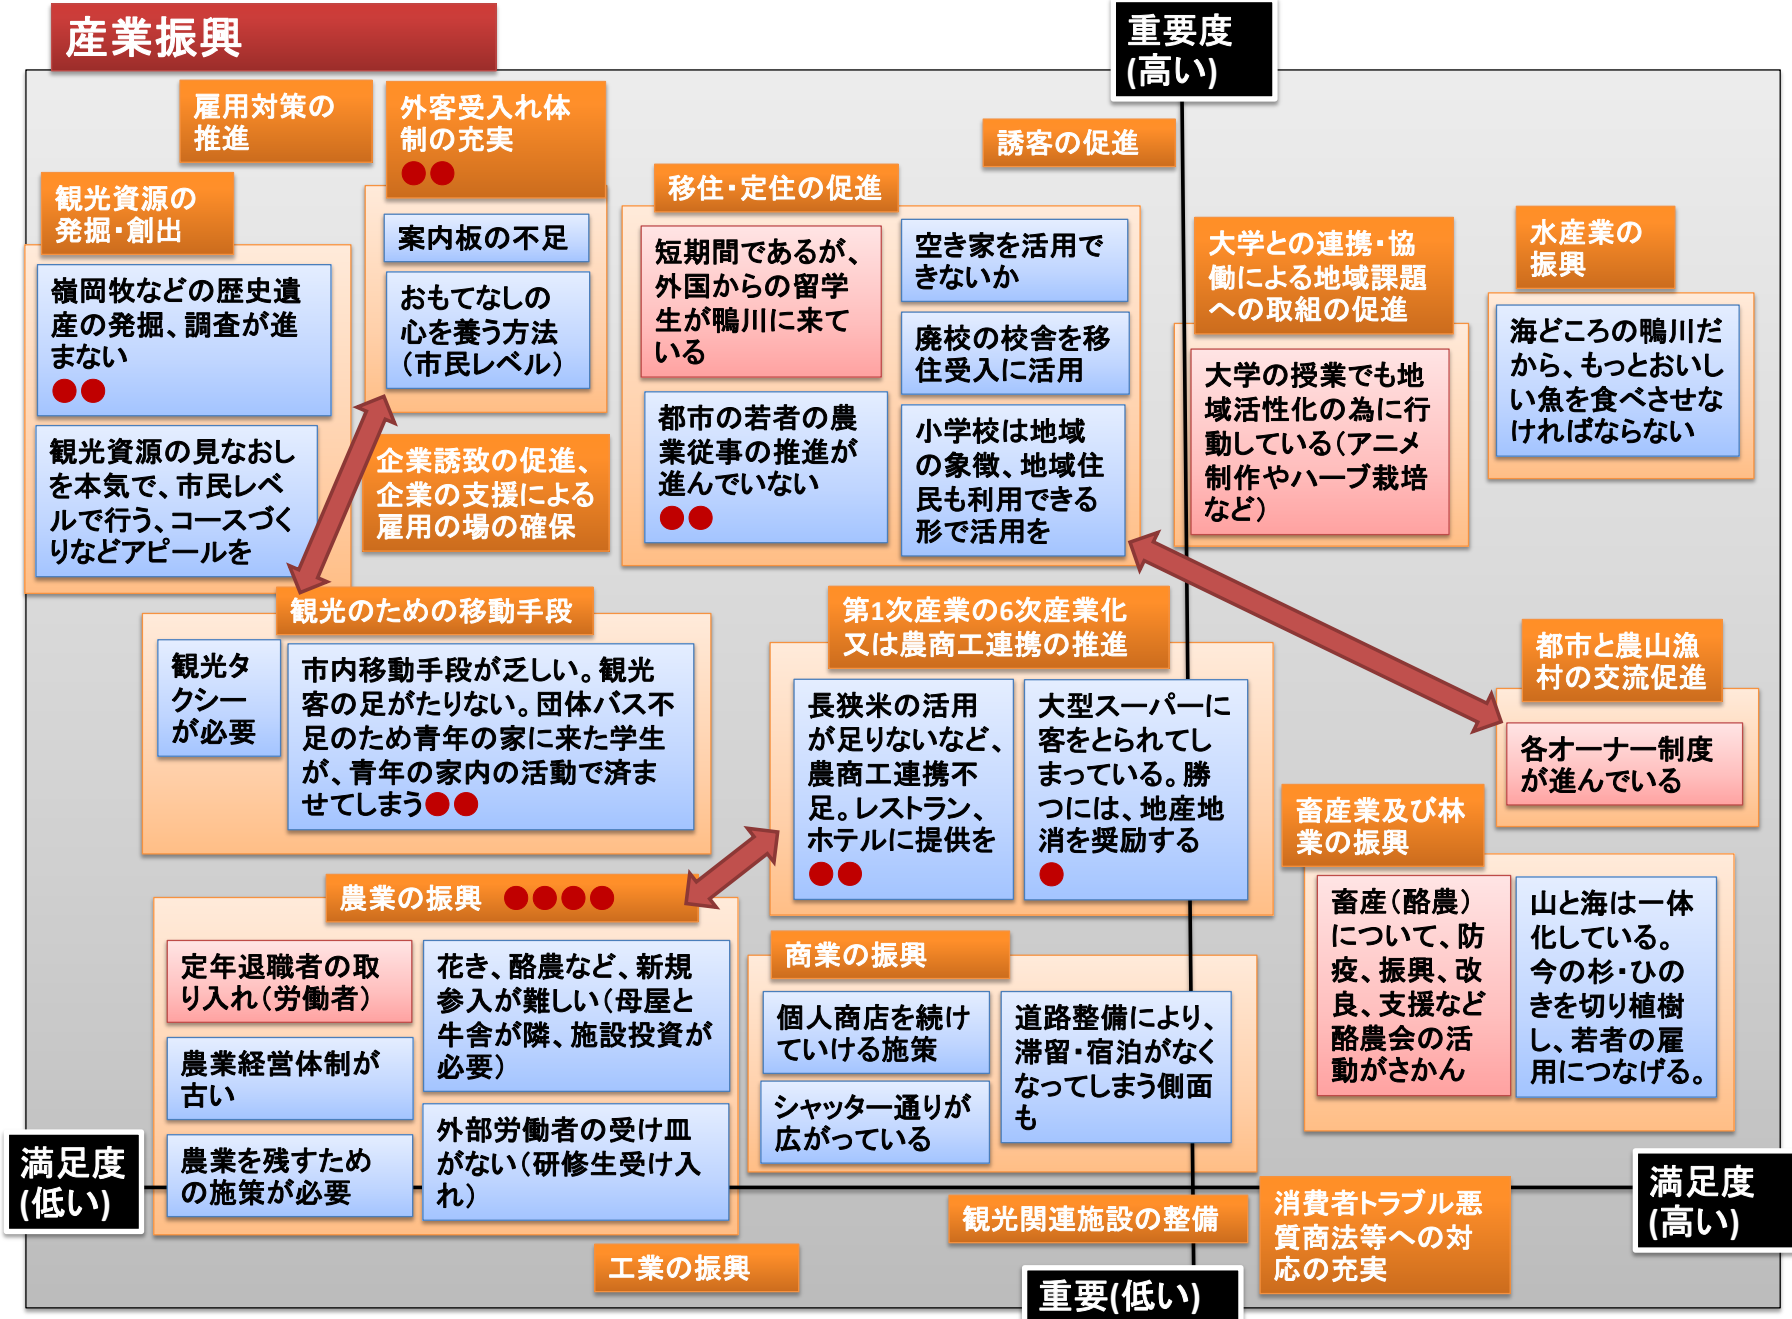 産業振興
重要度
(高い)
雇用対策の
推進
外客受入れ体
制の充実
●●
誘客の促進
観光資源の
発掘・創出
嶺岡牧などの歴史遺
産の発掘、調査が進
まない
●●
観光資源の見なおし
を本気で、市民レベ
ルで行う、コースづく
りなどアピールを
案内板の不足
おもてなしの
心を養う方法
(市民レベル)
企業誘致の促進、
企業の支援による
雇用の場の確保
移住・定住の促進
短期間であるが、
外国からの留学
生が鴨川に来て
いる
都市の若者の農
業従事の推進が
進んでいない
●●
空き家を活用で
きないか
廃校の校舎を移
住受入に活用
小学校は地域
の象徴、地域住
民も利用できる
形で活用を
大学との連携・協
働による地域課題
への取組の促進
大学の授業でも地
域活性化の為に行
動している(アニメ
制作やハーブ栽培
など)
水産業の
振興
海どころの鴨川だ
から、もっとおいし
い魚を食べさせな
ければならない
観光のための移動手段
観光タ
クシー
が必要
市内移動手段が乏しい。観光
客の足がたりない。団体バス不
足のため青年の家に来た学生
が、青年の家内の活動で済ま
せてしまう●●
第1次産業の6次産業化
又は農商工連携の推進
長狭米の活用
が足りないなど、
農商工連携不
足。レストラン、
ホテルに提供を
●●
大型スーパーに
客をとられてし
まっている。勝
つには、地産地
消を奨励する
●
都市と農山漁
村の交流促進
各オーナー制度
が進んでいる
畜産業及び林
業の振興
畜産(酪農)
について、防
疫、振興、改
良、支援など
酪農会の活
動がさかん
山と海は一体
化している。
今の杉・ひの
きを切り植樹
し、若者の雇
用につなげる。
農業の振興 ●●●●
定年退職者の取
り入れ(労働者)
農業経営体制が
古い
農業を残すため
の施策が必要
花き、酪農など、新規
参入が難しい(母屋と
牛舎が隣、施設投資が
必要)
外部労働者の受け皿
がない(研修生受け入
れ)
商業の振興
個人商店を続け
ていける施策
シャッター通りが
広がっている
道路整備により、
滞留・宿泊がなく
なってしまう側面
も
満足度
(低い)
満足度
(高い)
観光関連施設の整備
消費者トラブル悪
質商法等への対
応の充実
工業の振興
重要(低い)